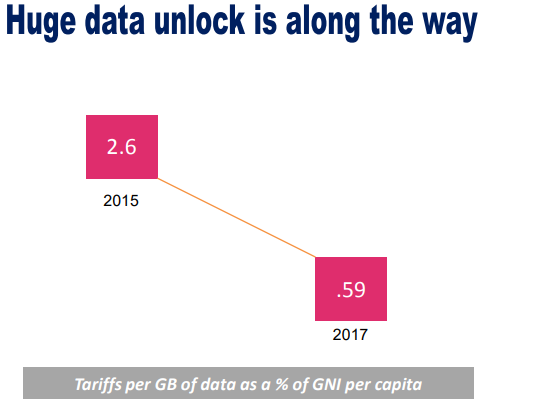 Huge data unlock is along the way
2.6
2015
.59
2017
Tariffs per GB of data as a % of GNI per capita